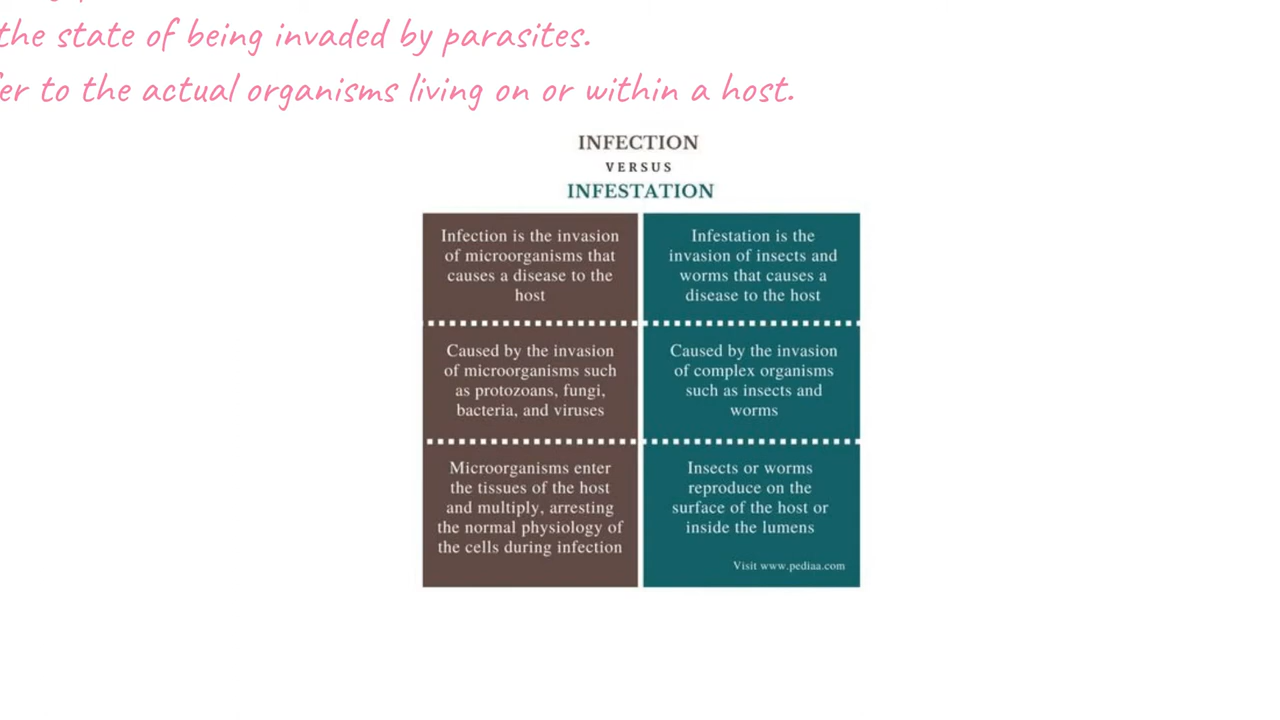 the state of being invaded by parasites.
to the actual organisms living on or within a host.
INFECTION
VERSUS
INFESTATION
Infection is the invasion
of microorganisms that
causes a disease to the
host
Infestation is the
invasion of insects and
worms that causes a
disease to the host
Caused by the invasion
of microorganisms such
as protozoans, fungi,
bacteria, and viruses
Caused by the invasion
of complex organisms
such as insects and
worms
Microorganisms enter
the tissues of the host
and multiply, arresting
the normal physiology of
the cells during infection
Insects or worms
reproduce on the
surface of the host or
inside the lumens
Visit www.pediaa.com